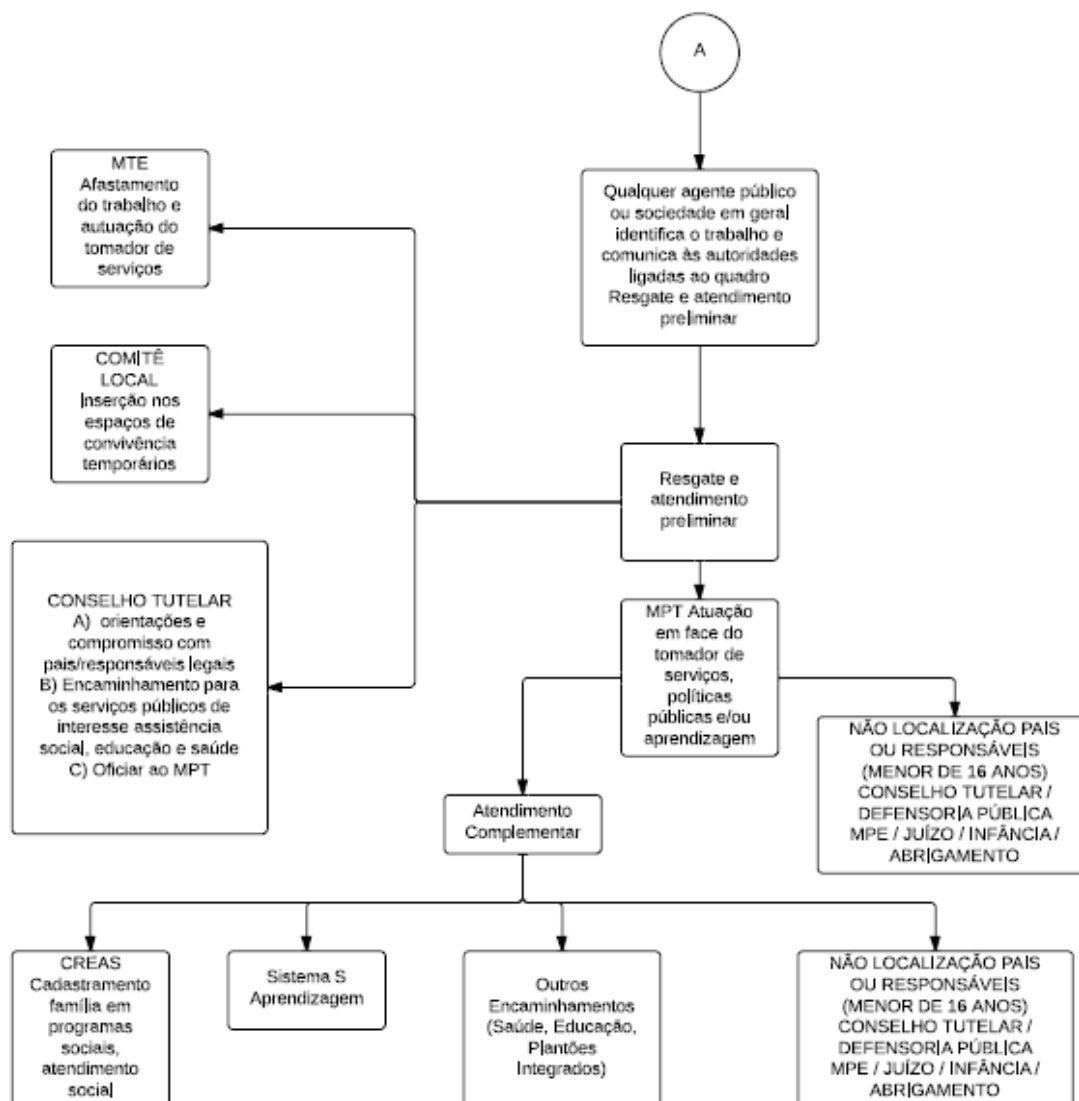 A
Qualquer agente público
ou sociedade em geral
identifica o trabalho e
comunica às autoridades
ligadas ao quadro
Resgate e atendimento
preliminar
MTE
Afastamento
do trabalho e
autuação do
tomador de
serviços
COMITÊ
LOCAL
Inserção nos
espaços de
convivência
temporários
Resgate e
atendimento
preliminar
CONSELHO TUTELAR
A) orientações e
compromisso com
pais/responsáveis legais
B) Encaminhamento para
os serviços públicos de
interesse assistência
social, educação e saúde
C) Oficiar ao MPT
MPT Atuação
em face do
tomador de
serviços,
políticas
públicas e/ou
aprendizagem
NÃO LOCALIZAÇÃO PAIS
OU RESPONSÁVEIS
(MENOR DE 16 ANOS)
CONSELHO TUTELAR /
DEFENSORIA PÚBLICA
MPE / JUÍZO / INFÂNCIA /
ABRIGAMENTO
Atendimento
Complementar
CREAS
Cadastramento
família em
programas
sociais,
atendimento
social
Sistema S
Aprendizagem
Outros
Encaminhamentos
(Saúde, Educação,
Plantões
Integrados)
NÃO LOCALIZAÇÃO PAIS
OU RESPONSÁVEIS
(MENOR DE 16 ANOS)
CONSELHO TUTELAR /
DEFENSORIA PÚBLICA
MPE / JUÍZO / INFÂNCIA /
ABRIGAMENTO